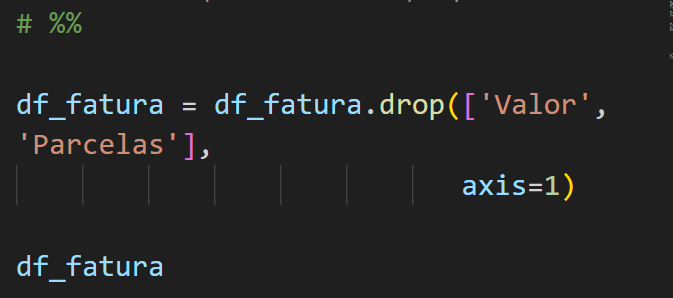 # %%
df_fatura = df_fatura.drop(['Valor',
'Parcelas'],
axis=1)
df_fatura